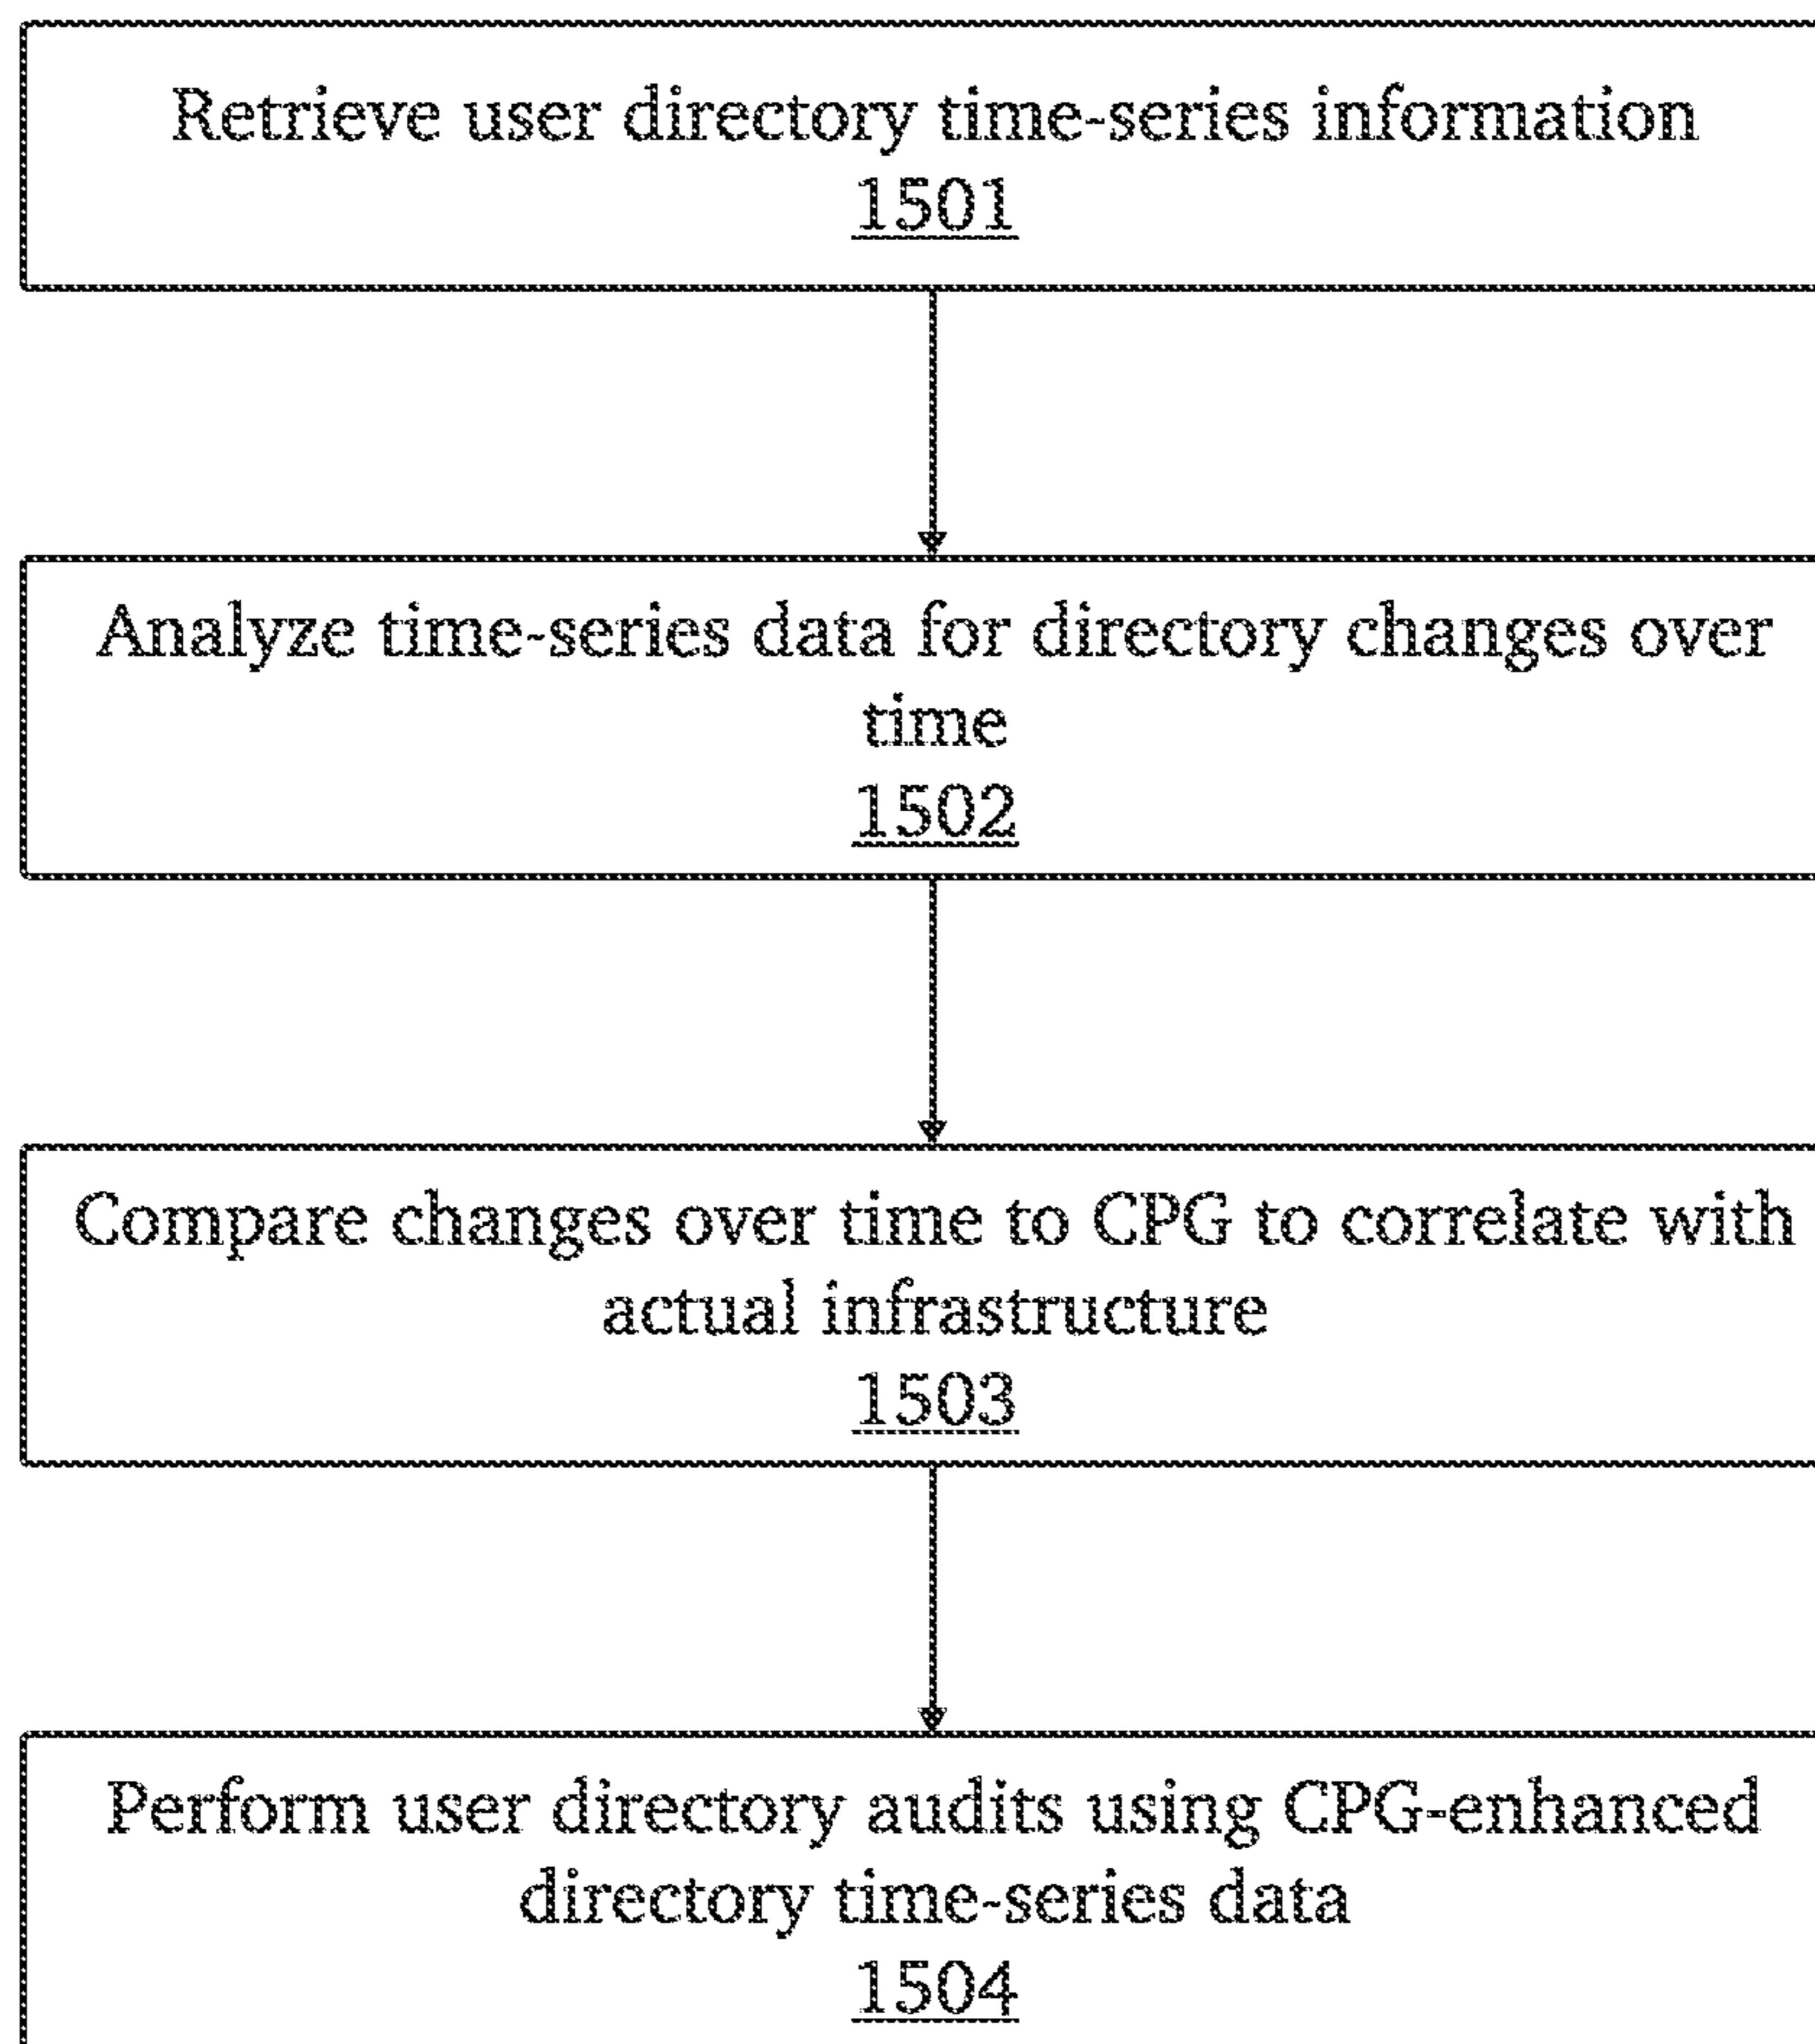 Retrieve user directory time-series information
1501
Analyze time-series data for directory changes over
time
1502
Compare changes over time to CPG to correlate with
actual infrastructure
1503
Perform user directory audits using CPG-enhanced
directory time-series data
1504